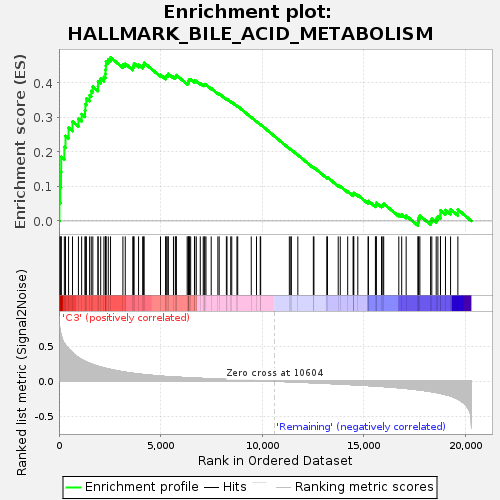 Enrichment plot:
HALLMARK_BILE_ACID_METABOLISM
Enrichment score (ES)
0.4
0.3
0.2
0.1
0.0
'C3' (positively correlated)
Ranked list metric (Signal2Noise)
0.5
0.0
-0.5
Zero cross at 10604
'Remaining' (negatively correlated)
0
5,000
10,000
15,000
20,000
Rank in Ordered Dataset
Enrichment profile
Hits
Ranking metric scores